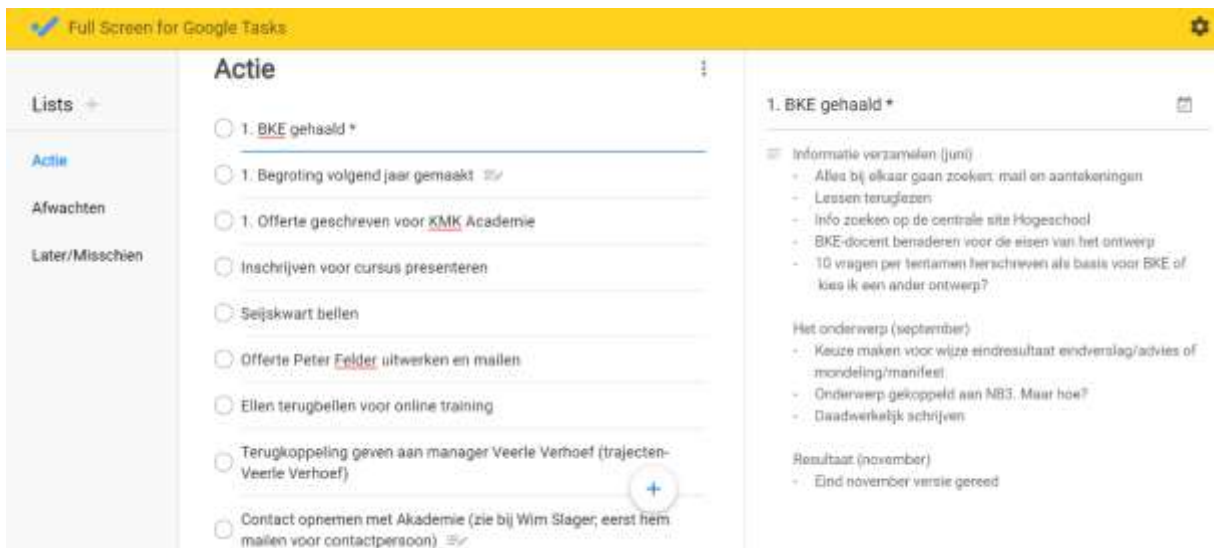 Full Screen for Google Tasks
Lists +
Actie
Afwachten
Later/Misschien
Actie
1. BKE gehaald *
1. Begroting volgend jaar gemaakt
1. Offerte geschreven voor KMK Academie
Inschrijven voor cursus presenteren
Seijskwart bellen
Offerte Peter Felder uitwerken en mailen
Ellen terugbellen voor online training
Terugkoppeling geven aan manager Veerle Verhoef (trajecten-
Veerle Verhoef)
+
Contact opnemen met Akademie (zie bij Wim Slager; eerst hem
mailen voor contactpersoon)
1. BKE gehaald *
Informatie verzamelen (juni)
- Alles bij elkaar gaan zoeken: mail en aantekeningen
- Lessen teruglezen
- Info zoeken op de centrale site Hogeschool
- BKE-docent benaderen voor de eisen van het ontwerp
- 10 vragen per tentamen herschreven als basis voor BKE of
kies ik een ander ontwerp?
Het onderwerp (september)
- Keuze maken voor wijze eindresultaat eindverslag/advies of
mondeling/manifest
- Onderwerp gekoppeld aan NB3. Maar hoe?
- Daadwerkelijk schrijven
Resultaat (november)
- Eind november versie gereed